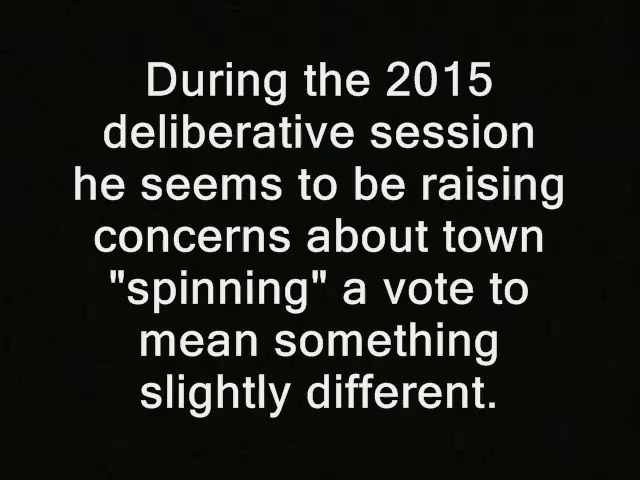 During the 2015
deliberative session
he seems to be raising
concerns about town
"spinning" a vote to
mean something
slightly different.